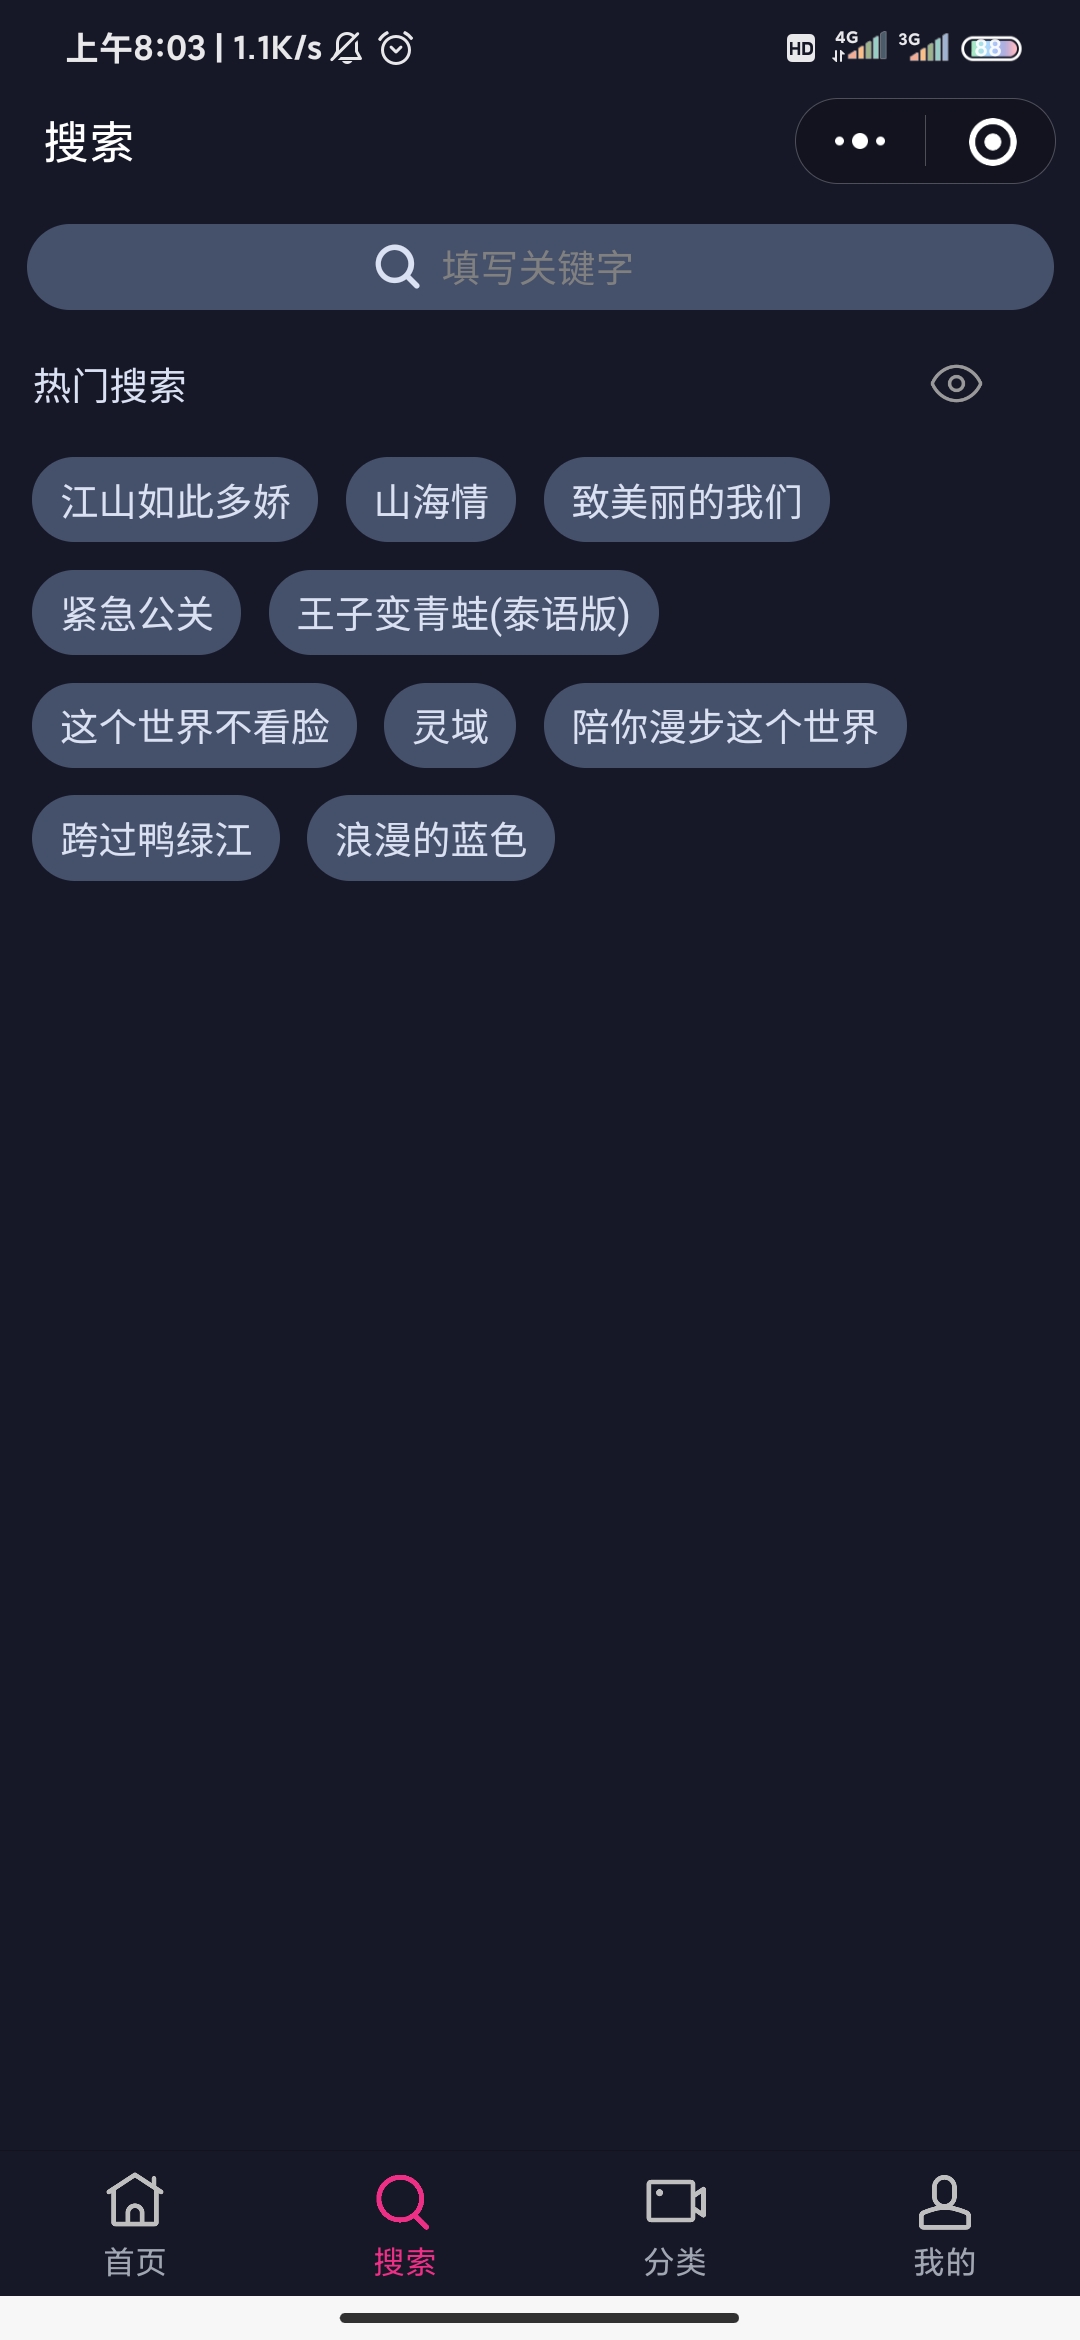 上午8:03 | 1.1K/s HD 4G 3G 88
搜索
填写关键字
热门搜索
江山如此多娇 山海情 致美丽的我们
紧急公关 王子变青蛙(泰语版)
这个世界不看脸 灵域 陪你漫步这个世界
跨过鸭绿江 浪漫的蓝色
首页 搜索 分类 我的